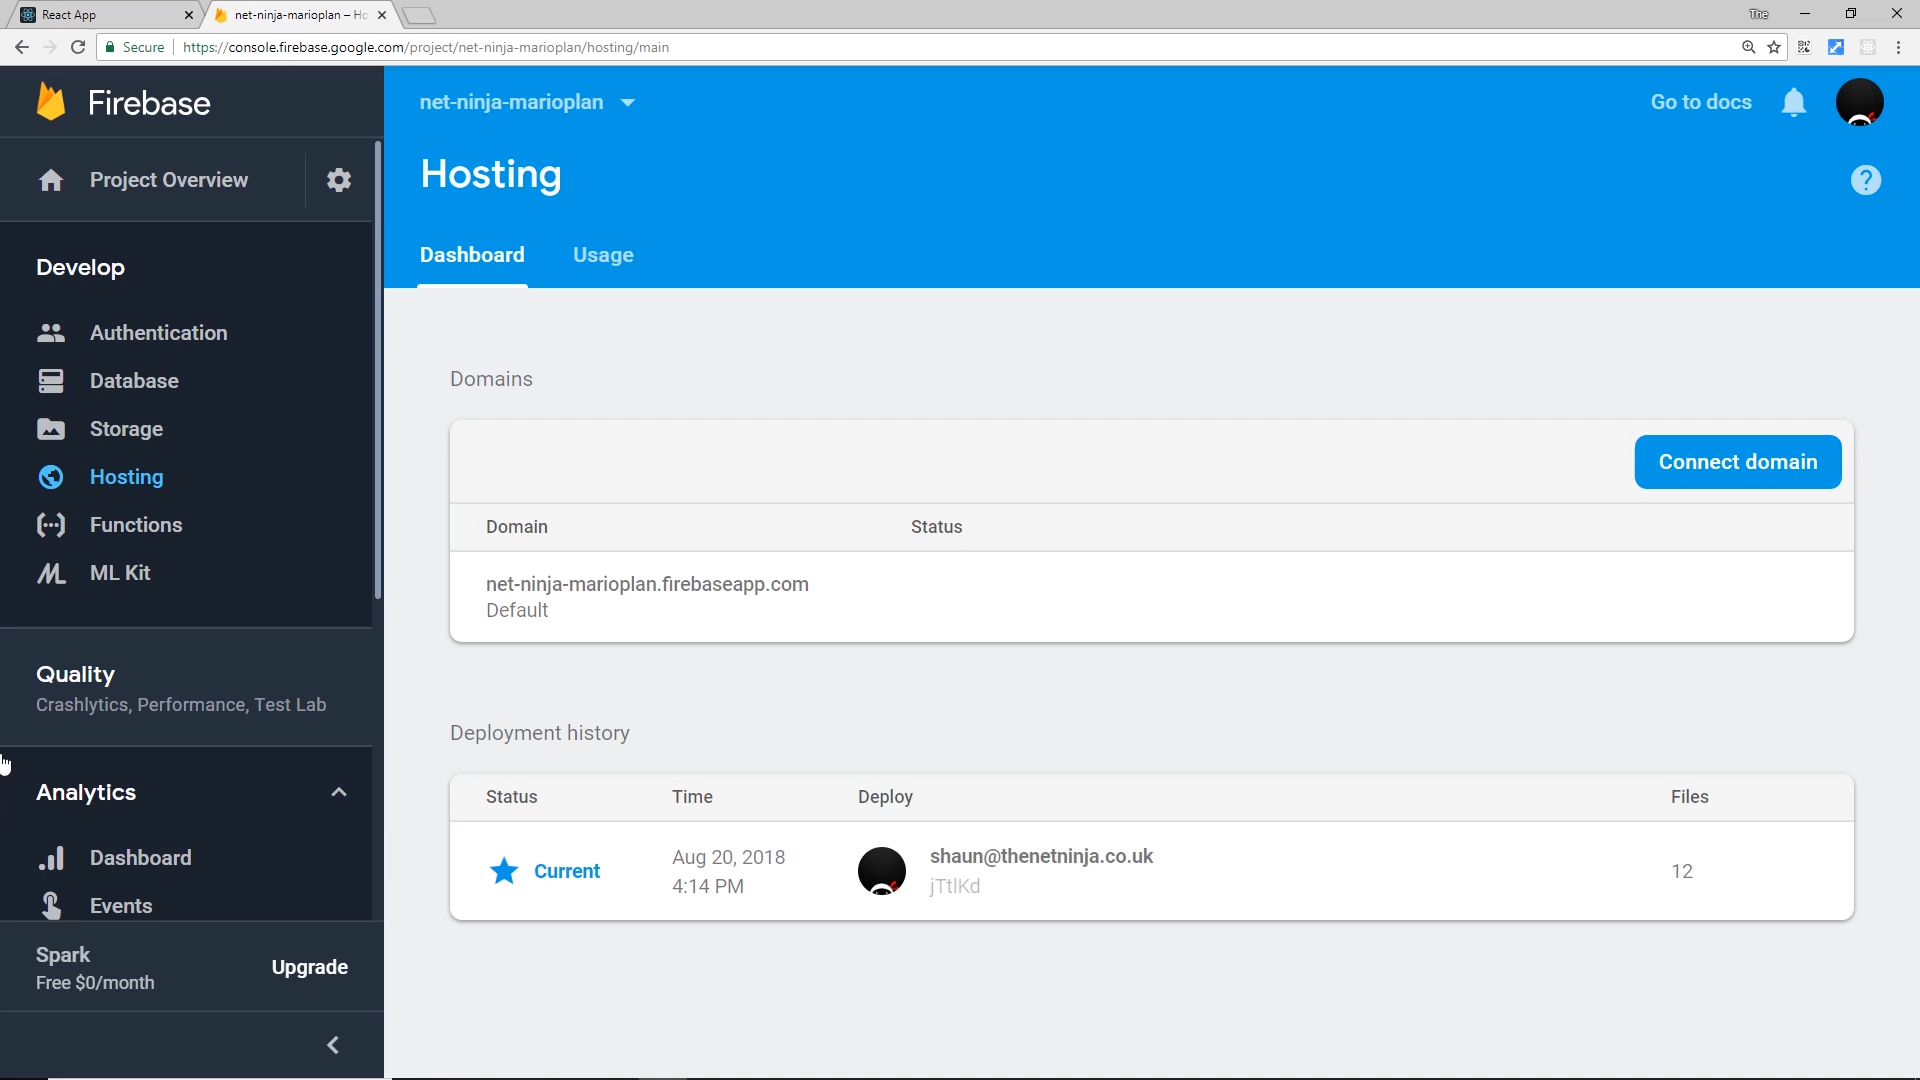 React App
net-ninja-marioplan – Ho
The
Secure
https://console.firebase.google.com/project/net-ninja-marioplan/hosting/main
Firebase
net-ninja-marioplan
Go to docs
Project Overview
Hosting
Dashboard
Usage
Develop
Authentication
Database
Storage
Hosting
Functions
ML Kit
Quality
Crashlytics, Performance, Test Lab
Analytics
Dashboard
Events
Spark
Free $0/month
Upgrade
Domains
Connect domain
Domain
Status
net-ninja-marioplan.firebaseapp.com
Default
Deployment history
Status
Time
Deploy
Files
Current
Aug 20, 2018
4:14 PM
shaun@thenetninja.co.uk
jTtlKd
12